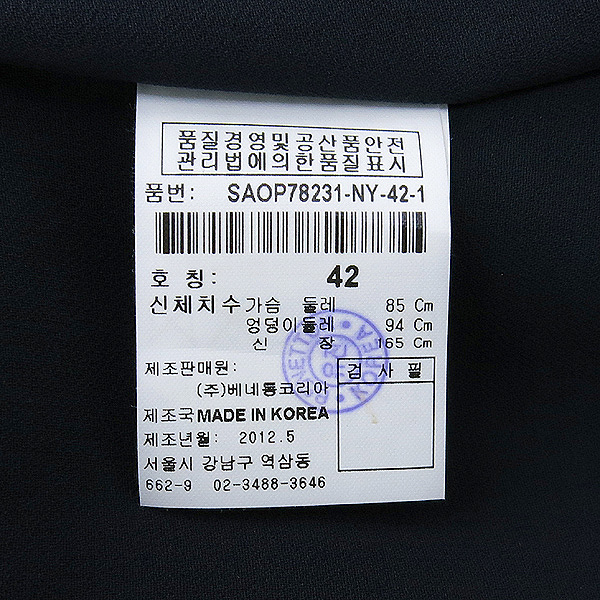 품질경영및공산품안전
관리법에의한품질표시
품번: SAOP78231-NY-42-1
호 칭: 42
신체치수 가슴 둘레 85 Cm
엉덩이둘레 94 Cm
신 장 165 Cm
제조판매원: 검 사 필
(주)베네통코리아
제조국 MADE IN KOREA
제조년월: 2012.5
서울시 강남구 역삼동
662-9 02-3488-3646
KOREA